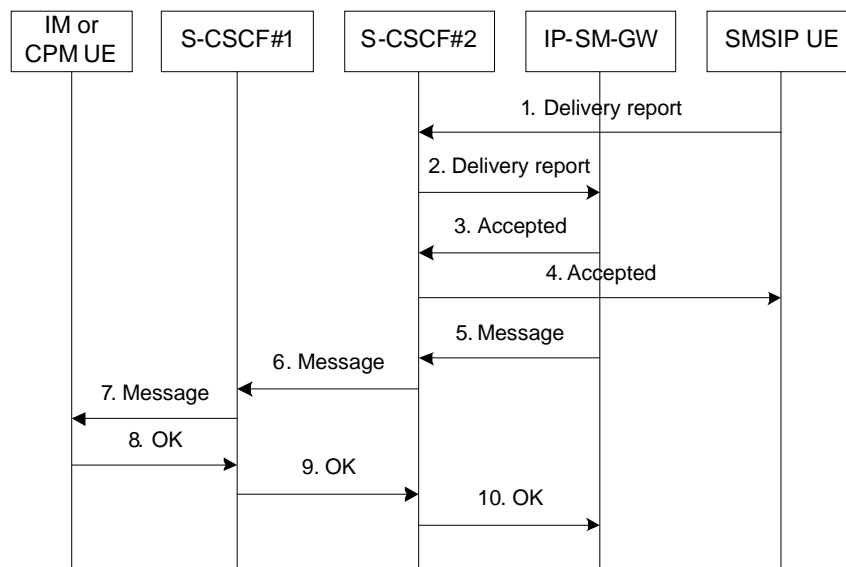 IM or
CPM UE
S-CSCF#1
S-CSCF#2
IP-SM-GW
SMSIP UE
1. Delivery report
2. Delivery report
3. Accepted
4. Accepted
5. Message
6. Message
7. Message
8. OK
9. OK
10. OK